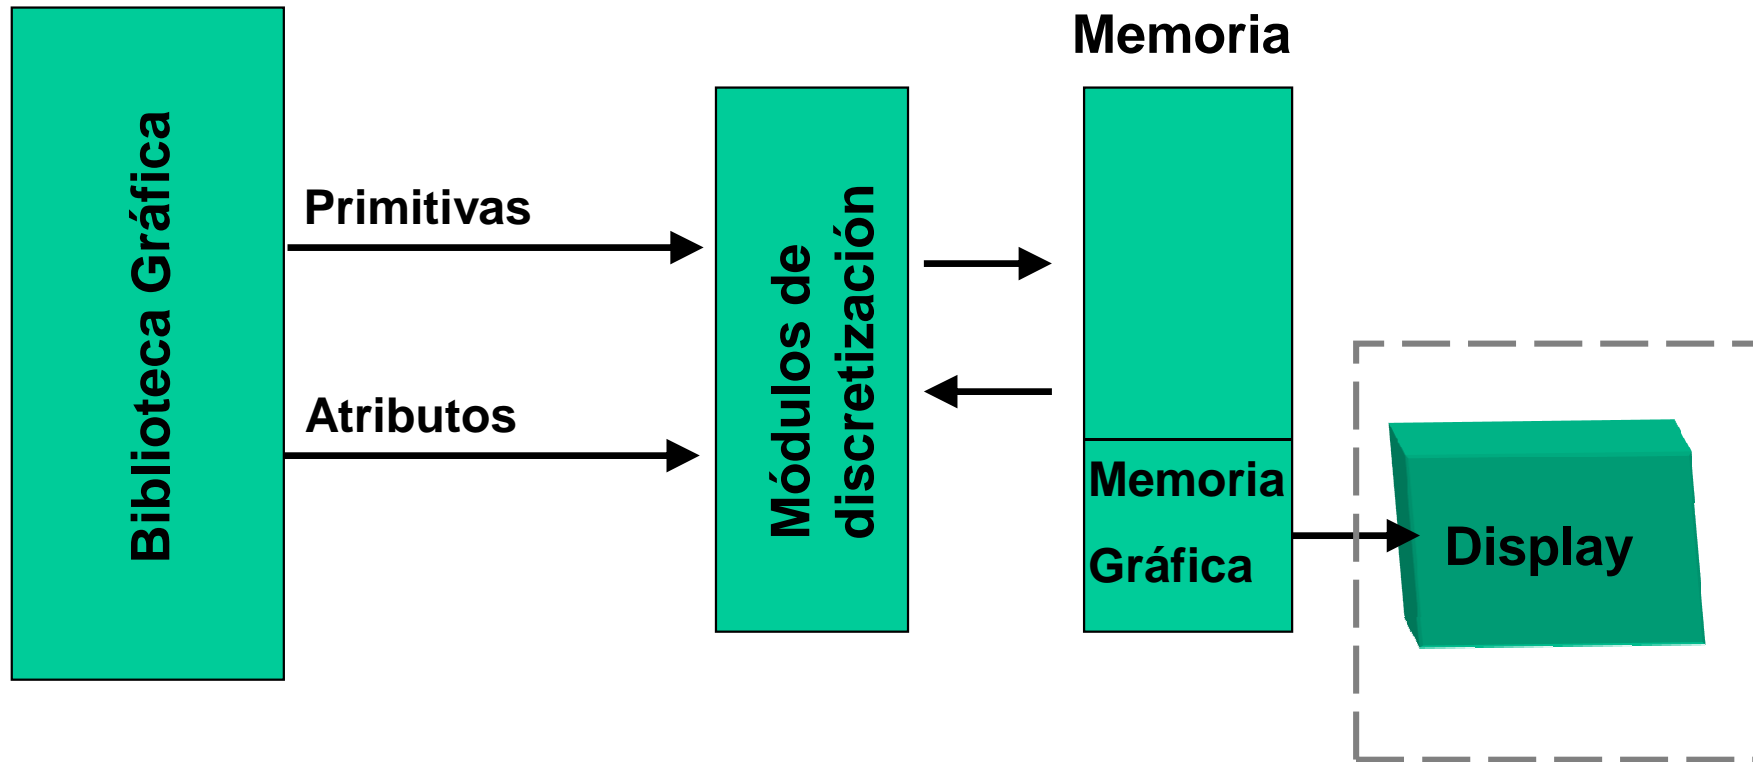 Biblioteca Gráfica
Primitivas
Atributos
Módulos de
discretización
Memoria
Memoria
Gráfica
Display